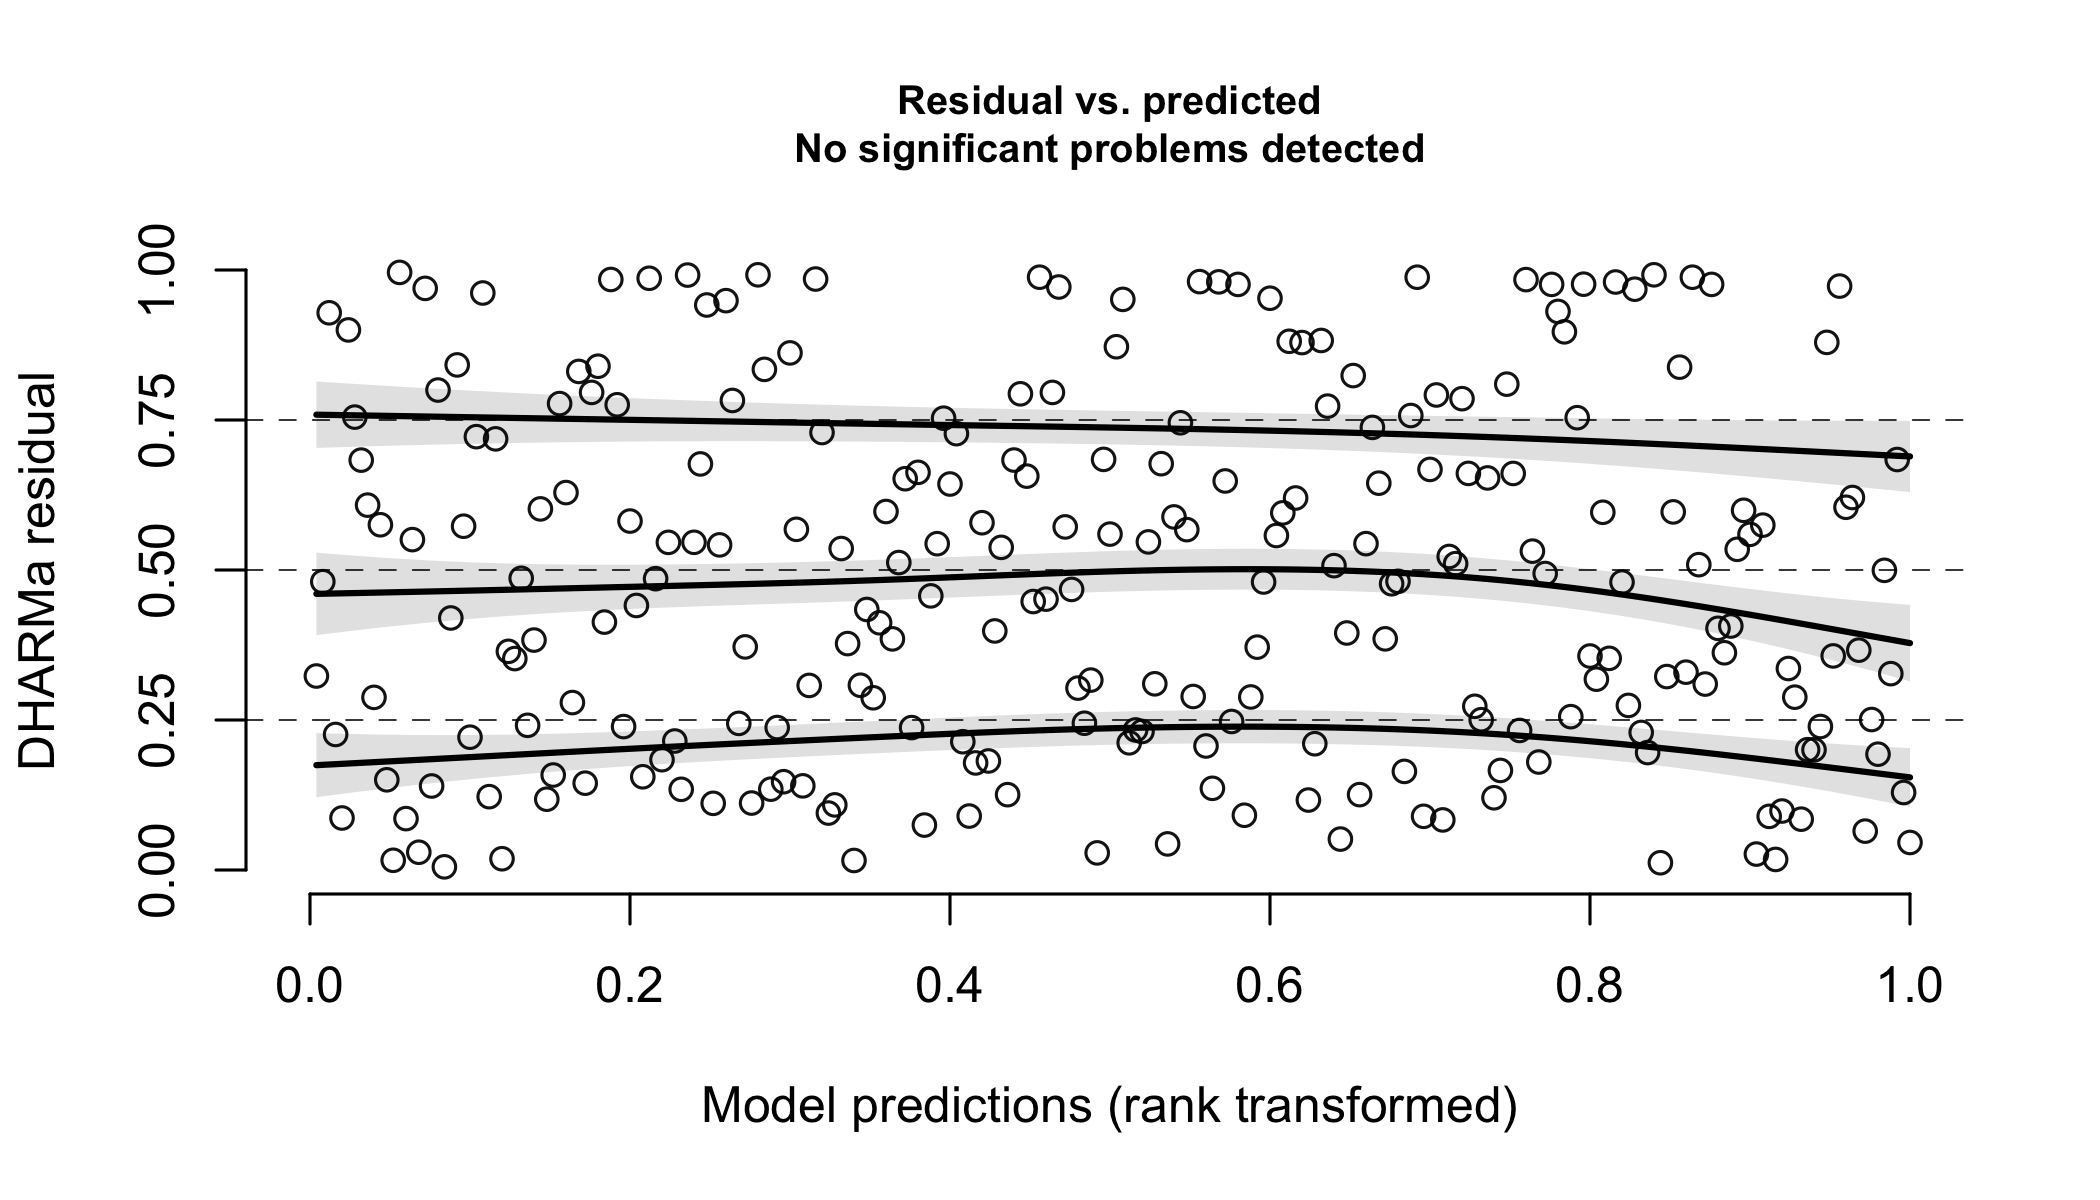 Residual vs. predicted
No significant problems detected
DHARMa residual
1.00
0.75
0.50
0.25
0.00
0.0 0.2 0.4 0.6 0.8 1.0
Model predictions (rank transformed)